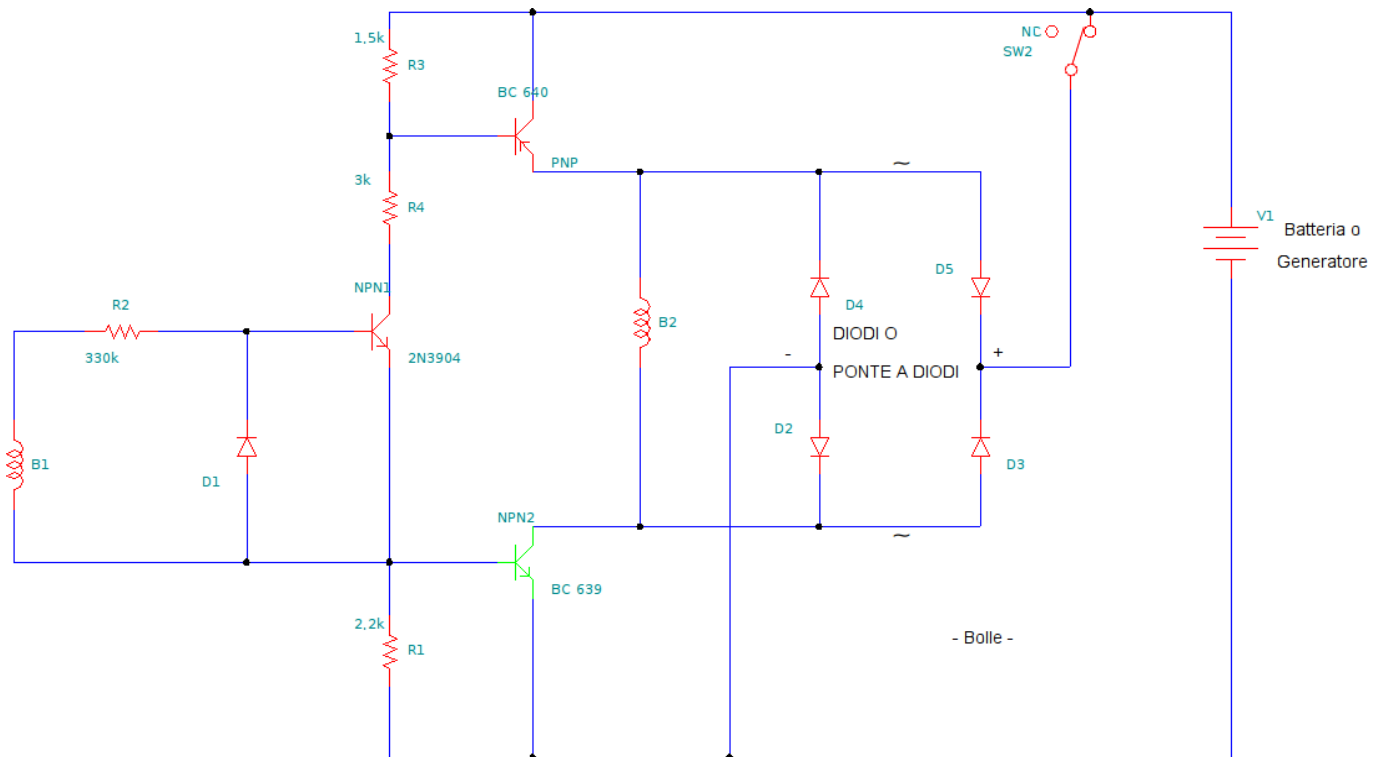 1,5k
R3
BC 640
PNP
NC
SW2
~
3k
R4
V1
Batteria o
Generatore
NPN1
2N3904
R2
330k
B2
D5
D4
DIODI O
-
+
PONTE A DIODI
B1
D1
D2
D3
NPN2
~
BC 639
2,2k
R1
- Bolle -